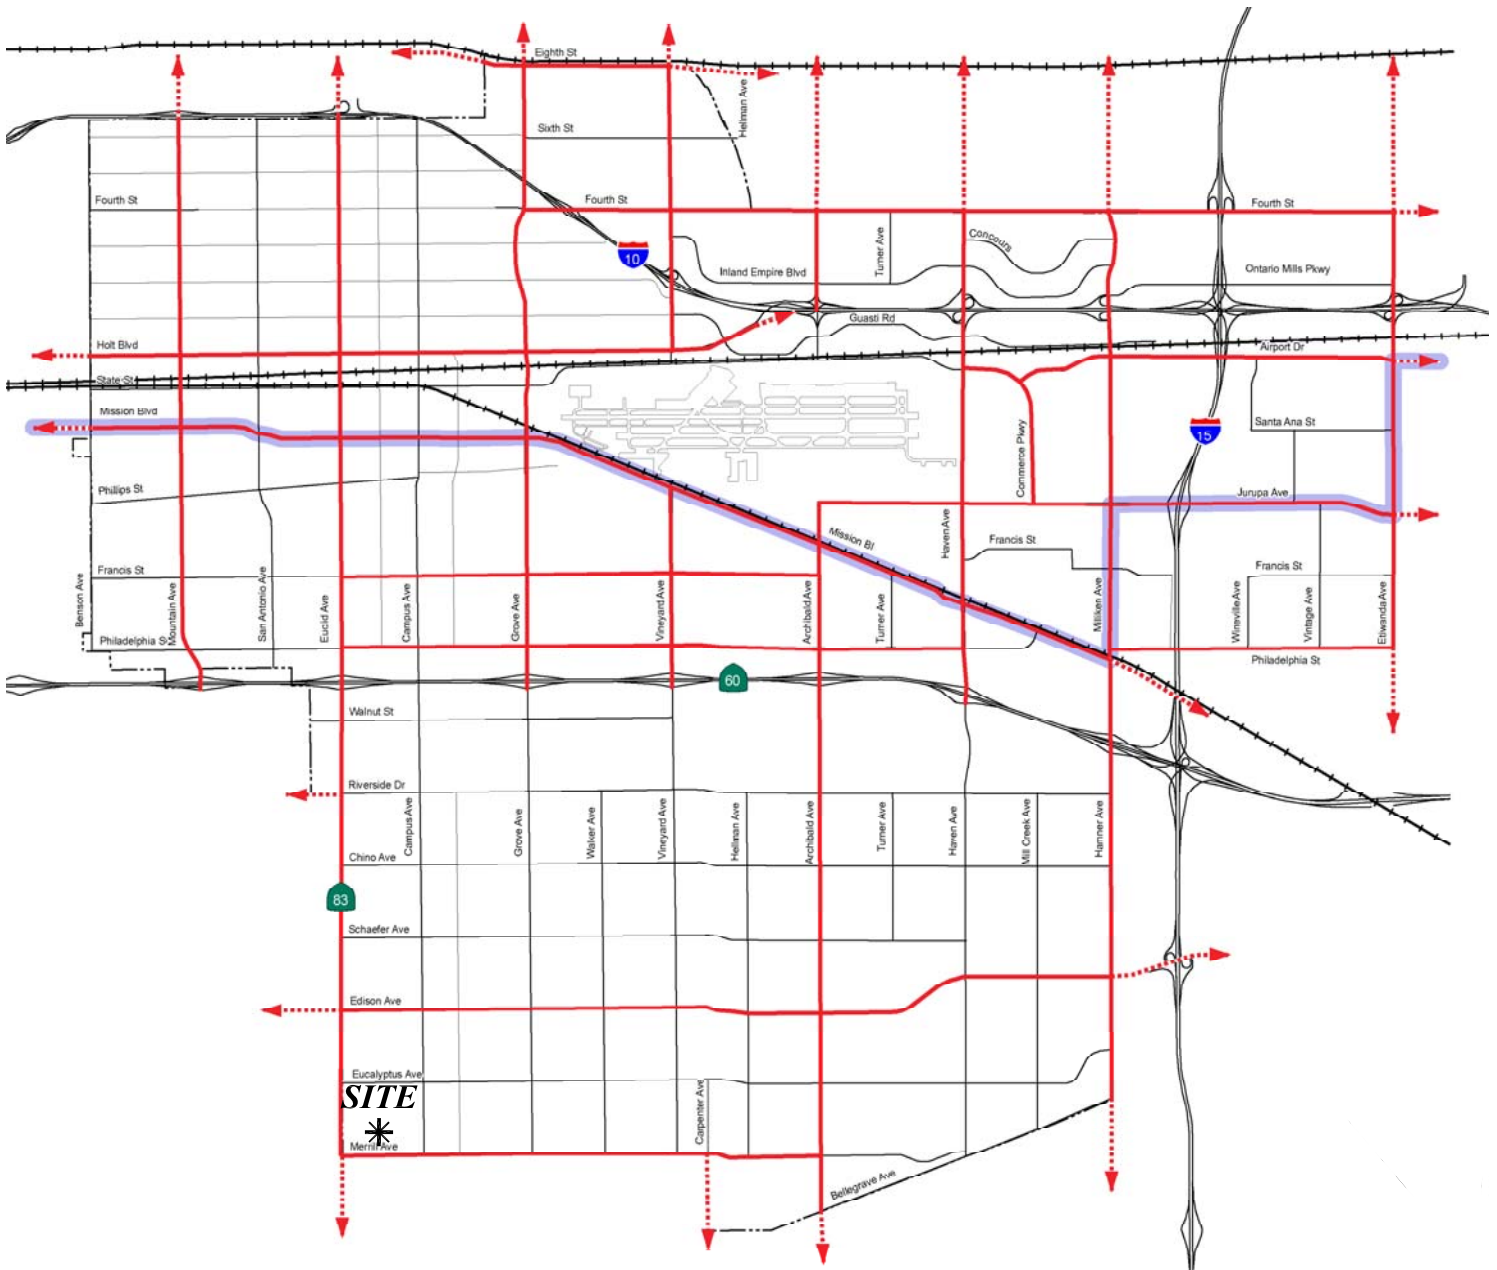 Eighth St
Hellman Ave
Sixth St
Fourth St
Fourth St
Fourth St
Turner Ave
Concours
10
Inland Empire Blvd
Ontario Mills Pkwy
Guasti Rd
Holt Blvd
Airport Dr
State St
Mission Blvd
Santa Ana St
15
Commerce Pkwy
Phillips St
Jurupa Ave
Mission Bl
Haven Ave
Francis St
Francis St
Francis St
Benson Ave
Mountain Ave
San Antonio Ave
Euclid Ave
Campus Ave
Grove Ave
Vineyard Ave
Archibald Ave
Turner Ave
Milliken Ave
Wineville Ave
Vintage Ave
Etiwanda Ave
Philadelphia St
Philadelphia St
60
Walnut St
Riverside Dr
Campus Ave
Grove Ave
Walker Ave
Vineyard Ave
Hellman Ave
Archibald Ave
Turner Ave
Haven Ave
Mill Creek Ave
Hamner Ave
Chino Ave
83
Schaefer Ave
Edison Ave
Eucalyptus Ave
SITE
Carpenter Ave
Merrill Ave
Bellegrave Ave